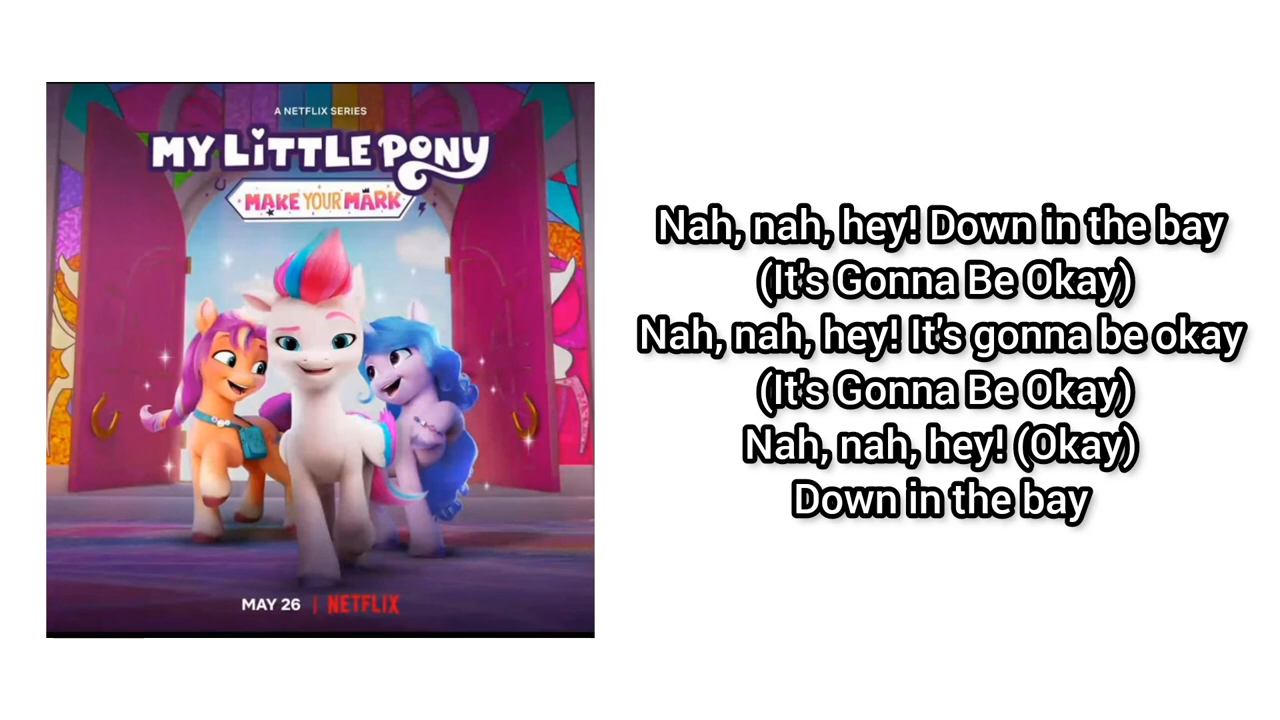 A NETFLIX SERIES
MY LITTLE PONY
MAKE YOUR MARK
MAY 26 | NETFLIX
Nah, nah, hey! Down in the bay
(It's Gonna Be Okay)
Nah, nah, hey! It's gonna be okay
(It's Gonna Be Okay)
Nah, nah, hey! (Okay)
Down in the bay